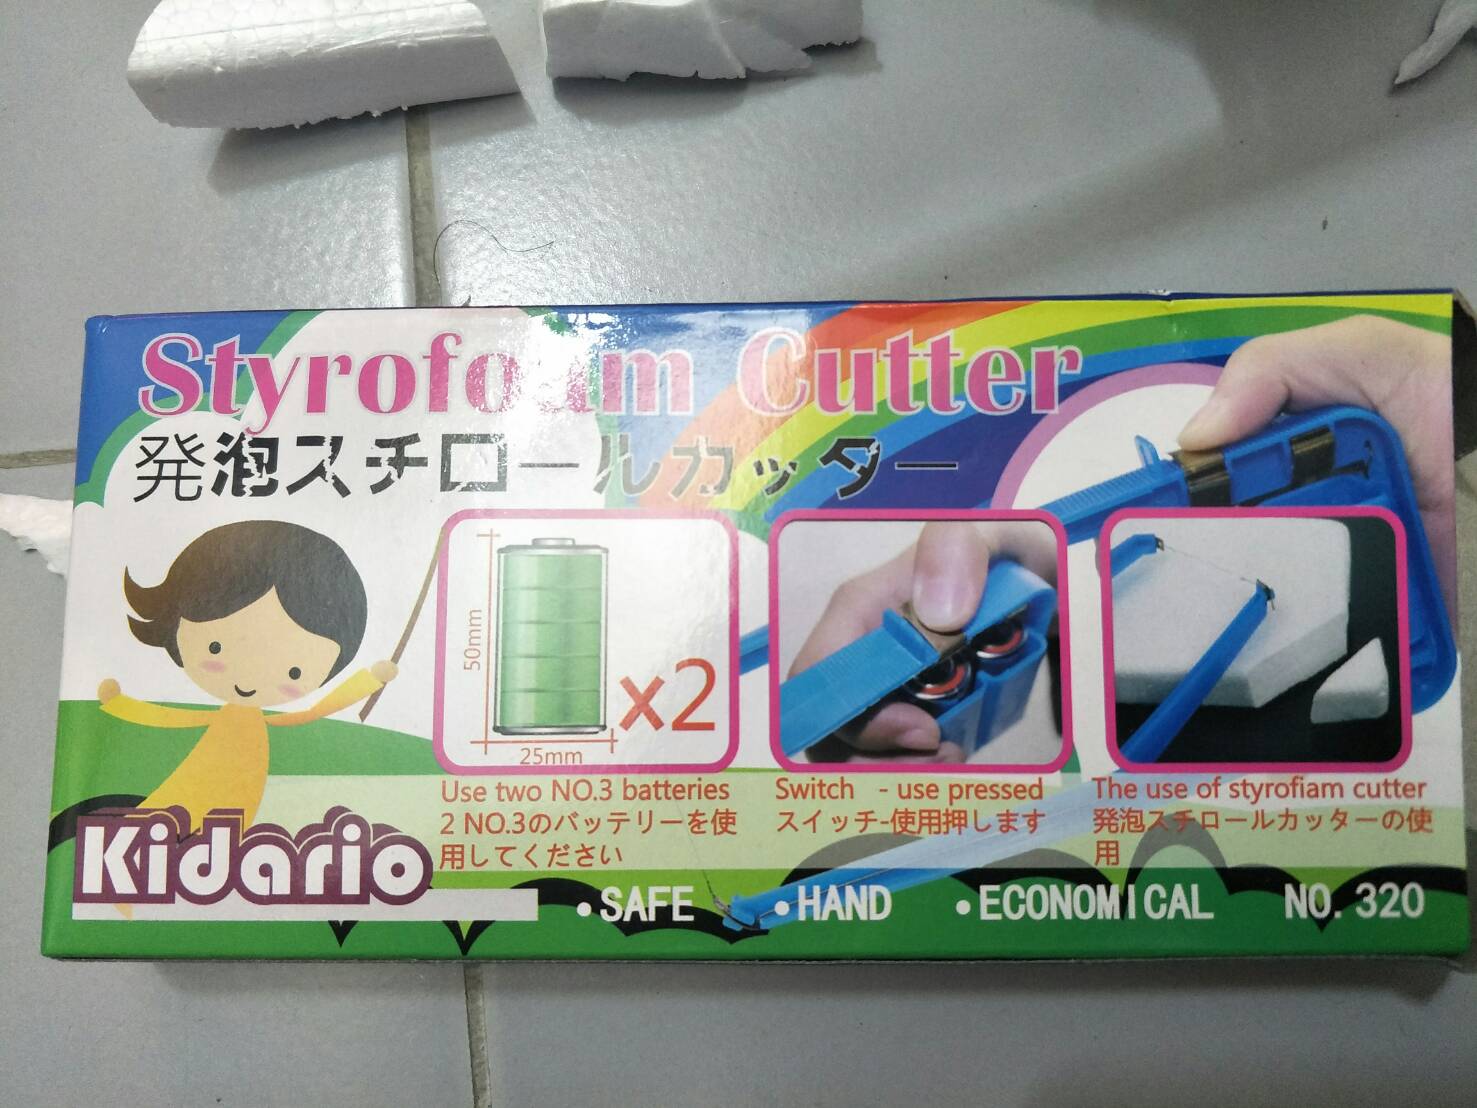 Styrofoam Cutter
発泡スチロールカッター
50mm
x2
25mm
Use two NO.3 batteries
2 NO.3のバッテリーを使
用してください
Switch - use pressed
スイッチ-使用押します
The use of styrofiam cutter
発泡スチロールカッターの使
用
Kidario
•SAFE •HAND •ECONOMICAL NO. 320